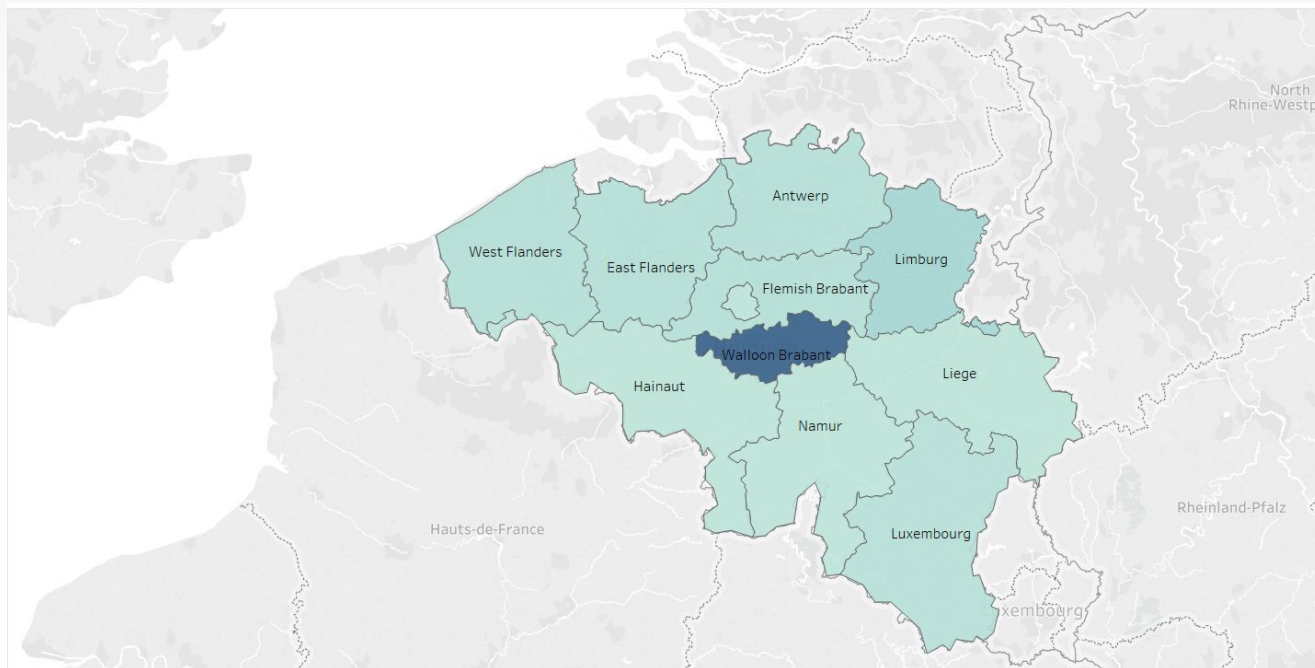 North
Rhine-Westp
Antwerp
West Flanders
East Flanders
Limburg
Flemish Brabant
Walloon Brabant
Hainaut
Liege
Namur
Hauts-de-France
Rheinland-Pfalz
Luxembourg
xembourg